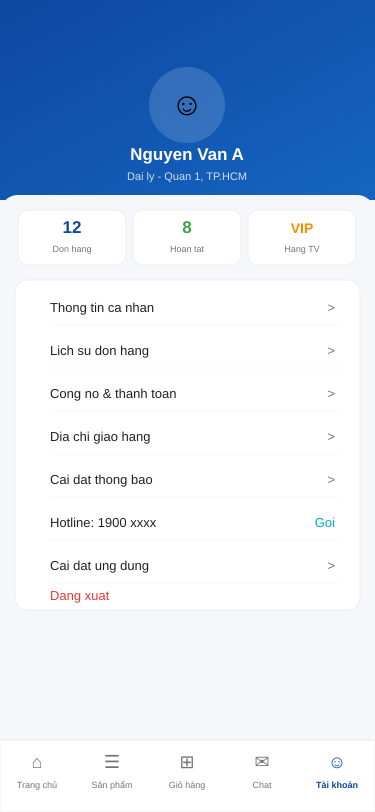 Nguyen Van A
Dai ly - Quan 1, TP.HCM
12 8 VIP
Don hang Hoan tat Hang TV
Thong tin ca nhan >
Lich su don hang >
Cong no & thanh toan >
Dia chi giao hang >
Cai dat thong bao >
Hotline: 1900 xxxx Goi
Cai dat ung dung >
Dang xuat
Trang chủ Sản phẩm Giỏ hàng Chat Tài khoản